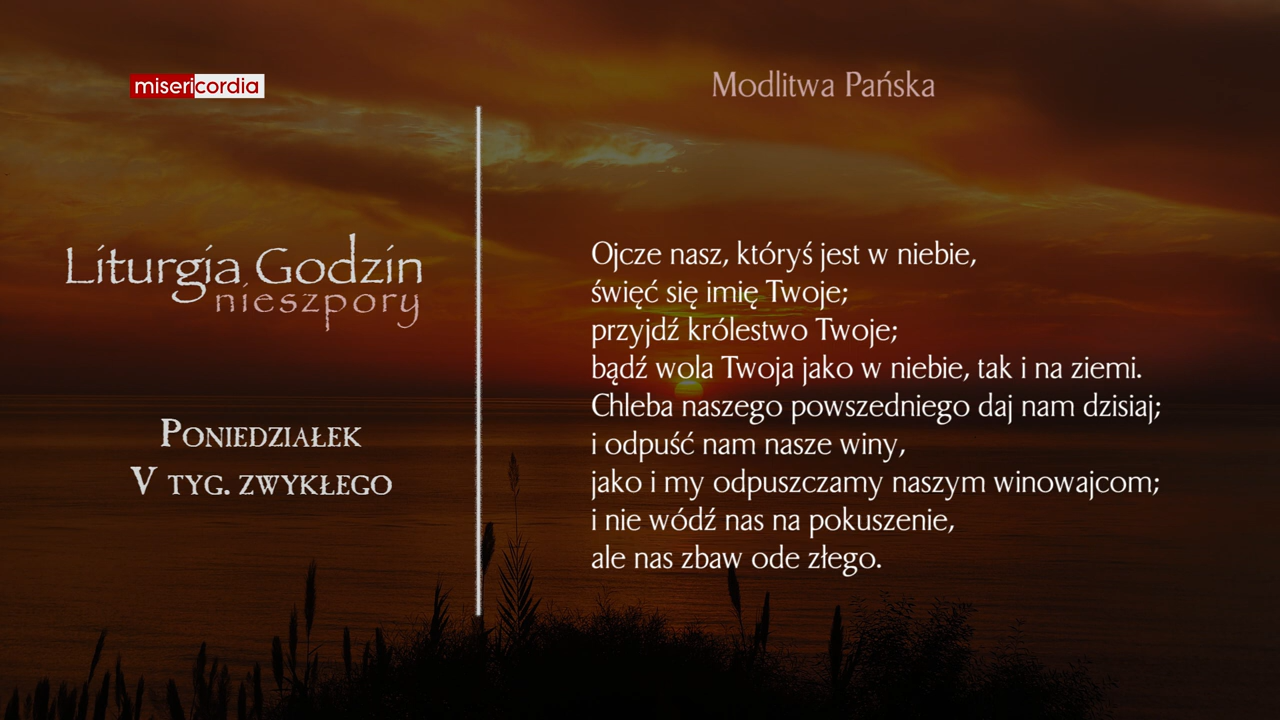 misericordia
Liturgia Godzin
nieszpory
Poniedziałek
V tyg. zwykłego
Modlitwa Pańska
Ojcze nasz, któryś jest w niebie,
święć się imię Twoje;
przyjdź królestwo Twoje;
bądź wola Twoja jako w niebie, tak i na ziemi.
Chleba naszego powszedniego daj nam dzisiaj;
i odpuść nam nasze winy,
jako i my odpuszczamy naszym winowajcom;
i nie wódź nas na pokuszenie,
ale nas zbaw ode złego.